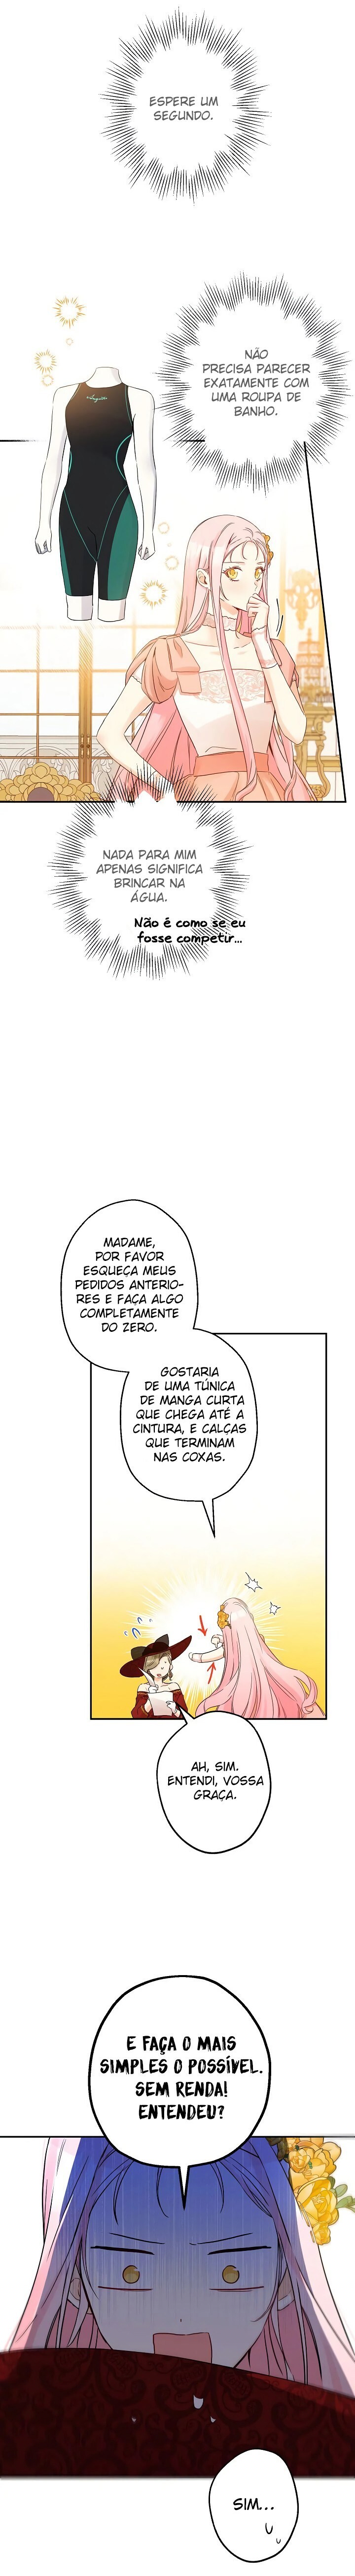 ESPERE UM
SEGUNDO.
NÃO
PRECISA PARECER
EXATAMENTE COM
UMA ROUPA DE
BANHO.
NADA PARA MIM
APENAS SIGNIFICA
BRINCAR NA
ÁGUA.
Não é como se eu
fosse competir...
MADAME,
POR FAVOR
ESQUEÇA MEUS
PEDIDOS ANTERIO-
RES E FAÇA ALGO
COMPLETAMENTE
DO ZERO.
GOSTARIA
DE UMA TÚNICA
DE MANGA CURTA
QUE CHEGA ATÉ A
CINTURA, E CALÇAS
QUE TERMINAM
NAS COXAS.
AH, SIM.
ENTENDI, VOSSA
GRAÇA.
E FAÇA O MAIS
SIMPLES O POSSÍVEL.
SEM RENDA!
ENTENDEU?
SIM...